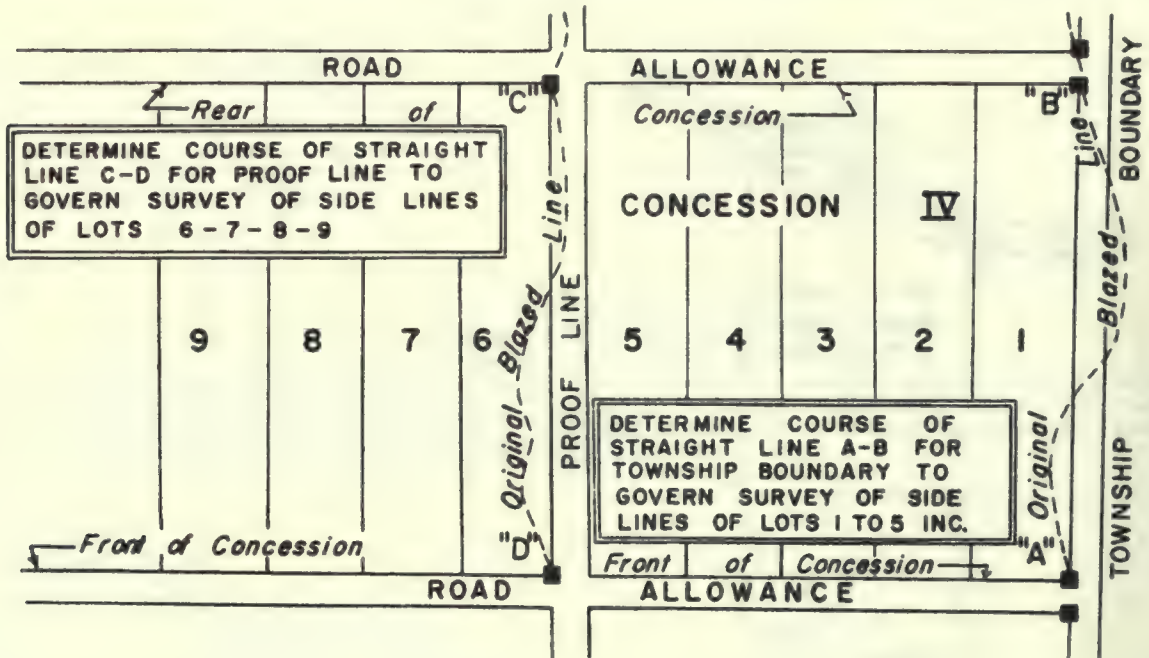 ROAD ALLOWANCE
Rear of Concession
"C"
"B"
DETERMINE COURSE OF STRAIGHT
LINE C-D FOR PROOF LINE TO
GOVERN SURVEY OF SIDE LINES
OF LOTS 6-7-8-9
CONCESSION IV
9 8 7 6 5 4 3 2 1
Original Blazed Line
PROOF LINE
Original Blazed Line
TOWNSHIP BOUNDARY
DETERMINE COURSE OF
STRAIGHT LINE A-B FOR
TOWNSHIP BOUNDARY TO
GOVERN SURVEY OF SIDE
LINES OF LOTS 1 TO 5 INC.
"D"
"A"
Front of Concession
Front of Concession
ROAD ALLOWANCE